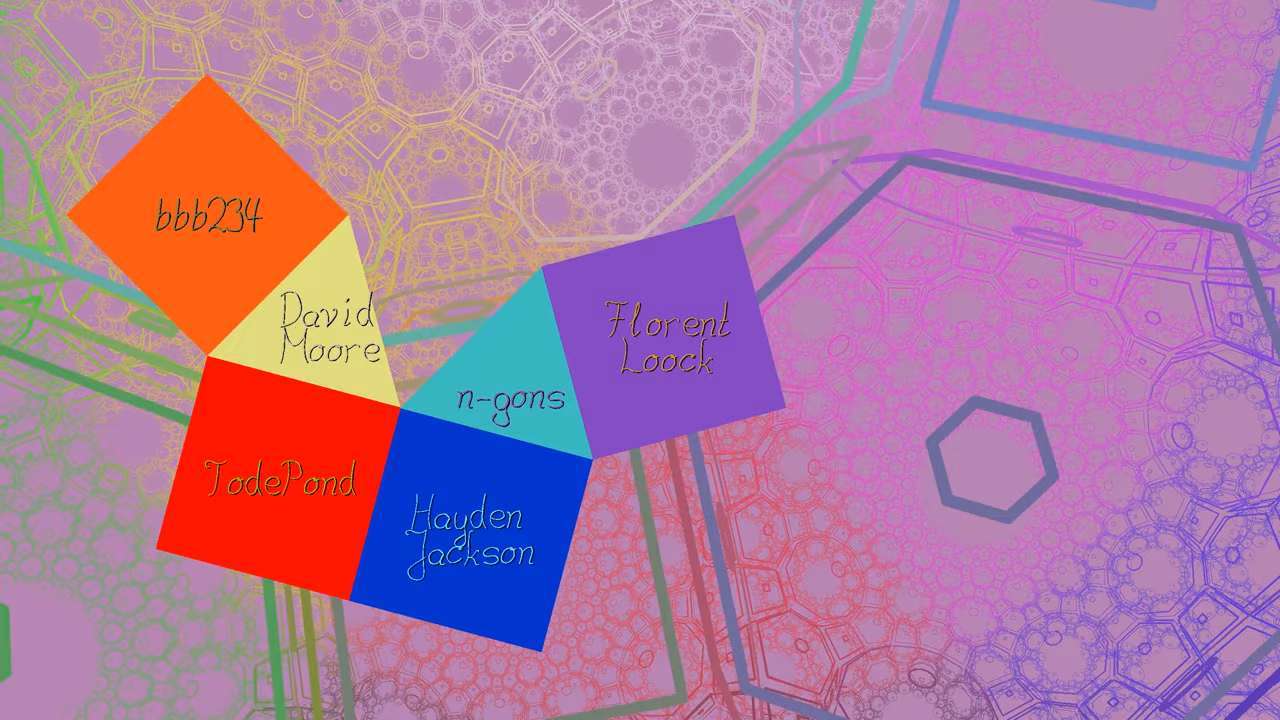 bbb234
David
Moore
Florent
Loock
n-gons
TodePond
Hayden
Jackson